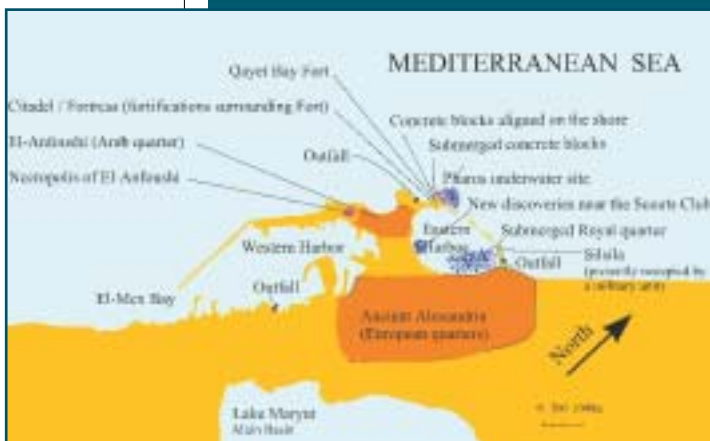 MEDITERRANEAN SEA
Qayet Bay Fort
Citadel / Fortress (fortifications surrounding Fort)
Concrete blocks aligned on the shore
El-Anfoushi (Arab quarter)
Submerged concrete blocks
Outfall
Necropolis of El-Anfoushi
Pharos underwater site
New discoveries near the Scouts Club
Eastern
Harbor
Submerged Royal quarter
Western Harbor
Silsila
Outfall
(presently occupied by
a military unit)
Outfall
El-Mex Bay
Ancient Alexandria
(European quarters)
North
Lake Maryut
Main Basin